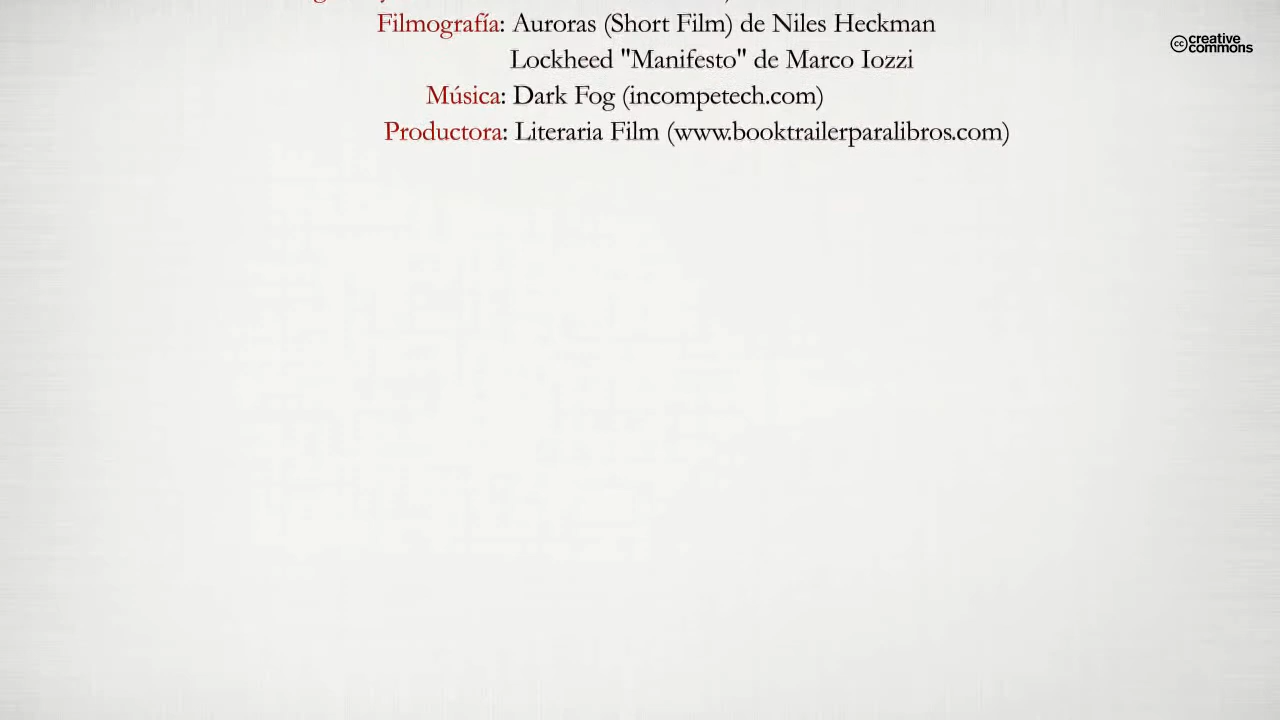 Filmografía: Auroras (Short Film) de Niles Heckman
Lockheed "Manifesto" de Marco Iozzi
Música: Dark Fog (incompetech.com)
Productora: Literaria Film (www.booktrailerparalibros.com)
cc creative commons